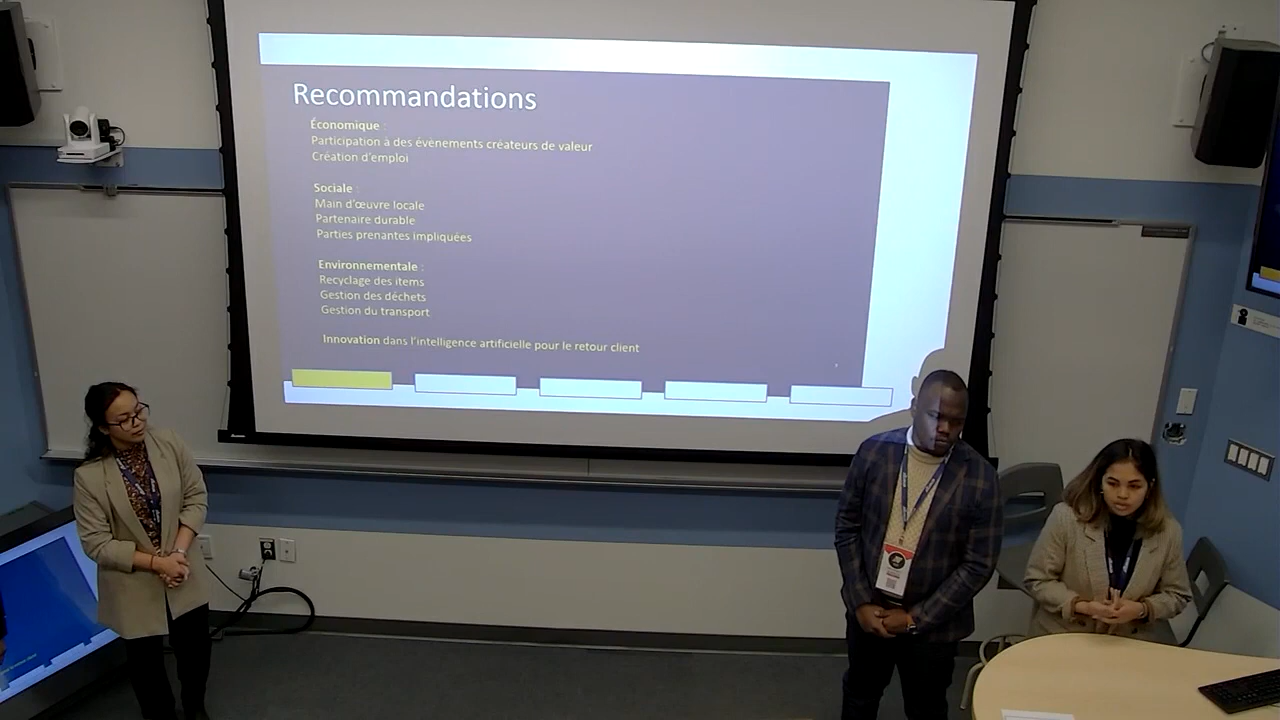 Recommandations
Économique :
Participation à des évenements créateurs de valeur
Création d'emploi
Sociale :
Main d'œuvre locale
Partenaire durable
Parties prenantes impliquées
Environnementale :
Recyclage des items
Gestion des déchets
Gestion du transport
Innovation dans l'intelligence artificielle pour le retour client